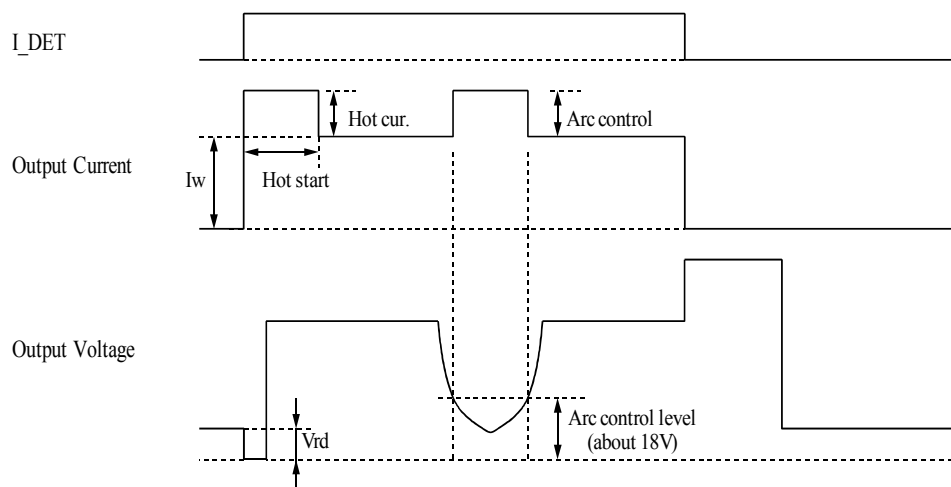 I_DET
Hot cur.
Arc control
Output Current
Iw
Hot start
Output Voltage
Arc control level
(about 18V)
Vrd